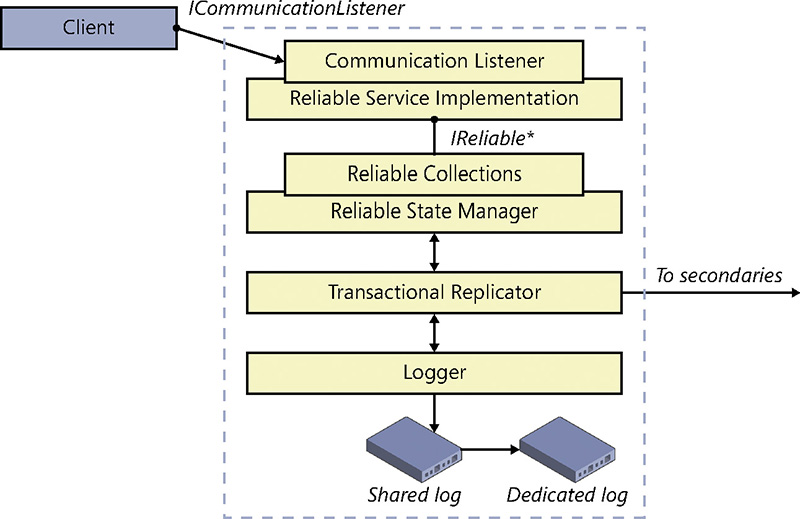 Client
ICommunicationListener
Communication Listener
Reliable Service Implementation
IReliable*
Reliable Collections
Reliable State Manager
Transactional Replicator
To secondaries
Logger
Shared log
Dedicated log